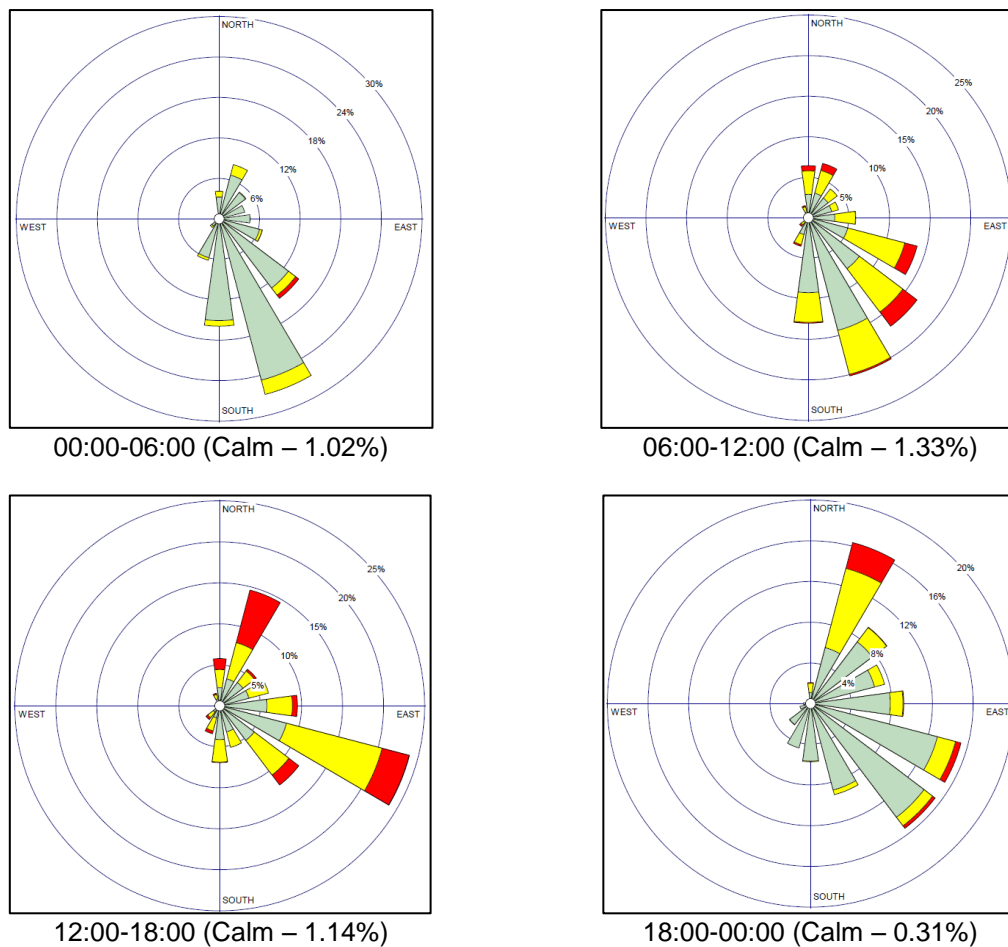 NORTH
30%
24%
18%
12%
6%
WEST
EAST
SOUTH
00:00-06:00 (Calm – 1.02%)
NORTH
25%
20%
15%
10%
5%
WEST
EAST
SOUTH
06:00-12:00 (Calm – 1.33%)
NORTH
25%
20%
15%
10%
5%
WEST
EAST
SOUTH
12:00-18:00 (Calm – 1.14%)
NORTH
20%
16%
12%
8%
4%
WEST
EAST
SOUTH
18:00-00:00 (Calm – 0.31%)